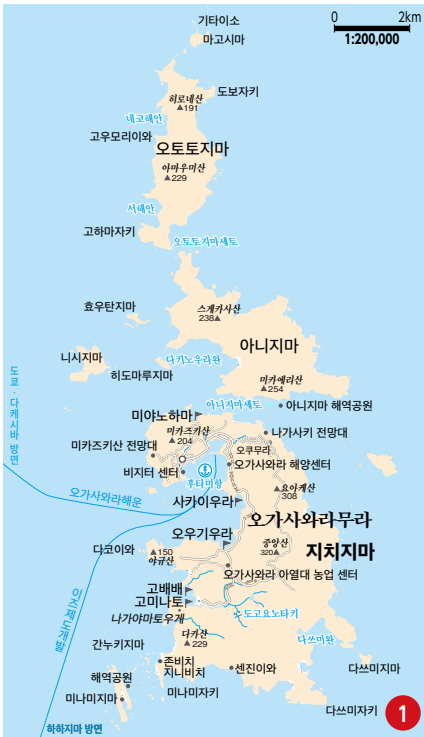 기타이소
마고시마
0 2km
1:200,000
도보자키
히로네산
▲191
네코해안
고우모리이와
오토토지마
아마우미산
▲229
서해안
고하마자키
오토토지마세토
효우탄지마
스게카사산
238▲
아니지마
니시지마
다키노우라완
히도마루지마
미카에리산
▲254
도쿄·다케시바 방면
아니지마세토
아니지마 해역공원
미야노하마
미카즈키산
▲204
나가사키 전망대
미카즈키산 전망대
오쿠무라
비지터 센터
오가사와라 해양센터
후타미항
요아케산
308
오가사와라해운
사카이우라
오가사와라무라
오우기우라
지치지마
다코이와
▲150
야규산
중앙산
320▲
오가사와라 아열대 농업 센터
이즈제도개발
고배배
고미나토
나가야마토우개
도고요노타키
다카산
▲229
다쓰미완
간누키지마
존비치
지니비치
센진이와
다쓰미지마
해역공원
미나미자키
미나미지마
다쓰미자키
하하지마 방면
1